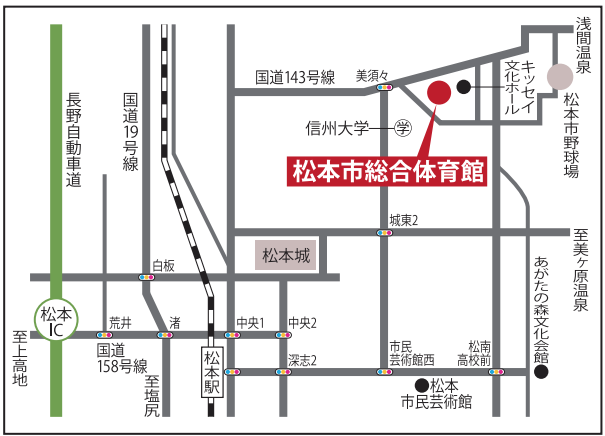 浅間温泉
キッセイ
文化ホール
松本市野球場
国道143号線
美須々
長野自動車道
国道19号線
信州大学
学
松本市総合体育館
城東2
至美ヶ原温泉
松本城
白板
あがたの森文化会館
松本
IC
荒井
渚
中央1
中央2
至上高地
国道
158号線
松本駅
深志2
市民
芸術館西
松南
高校前
至塩尻
松本
市民芸術館